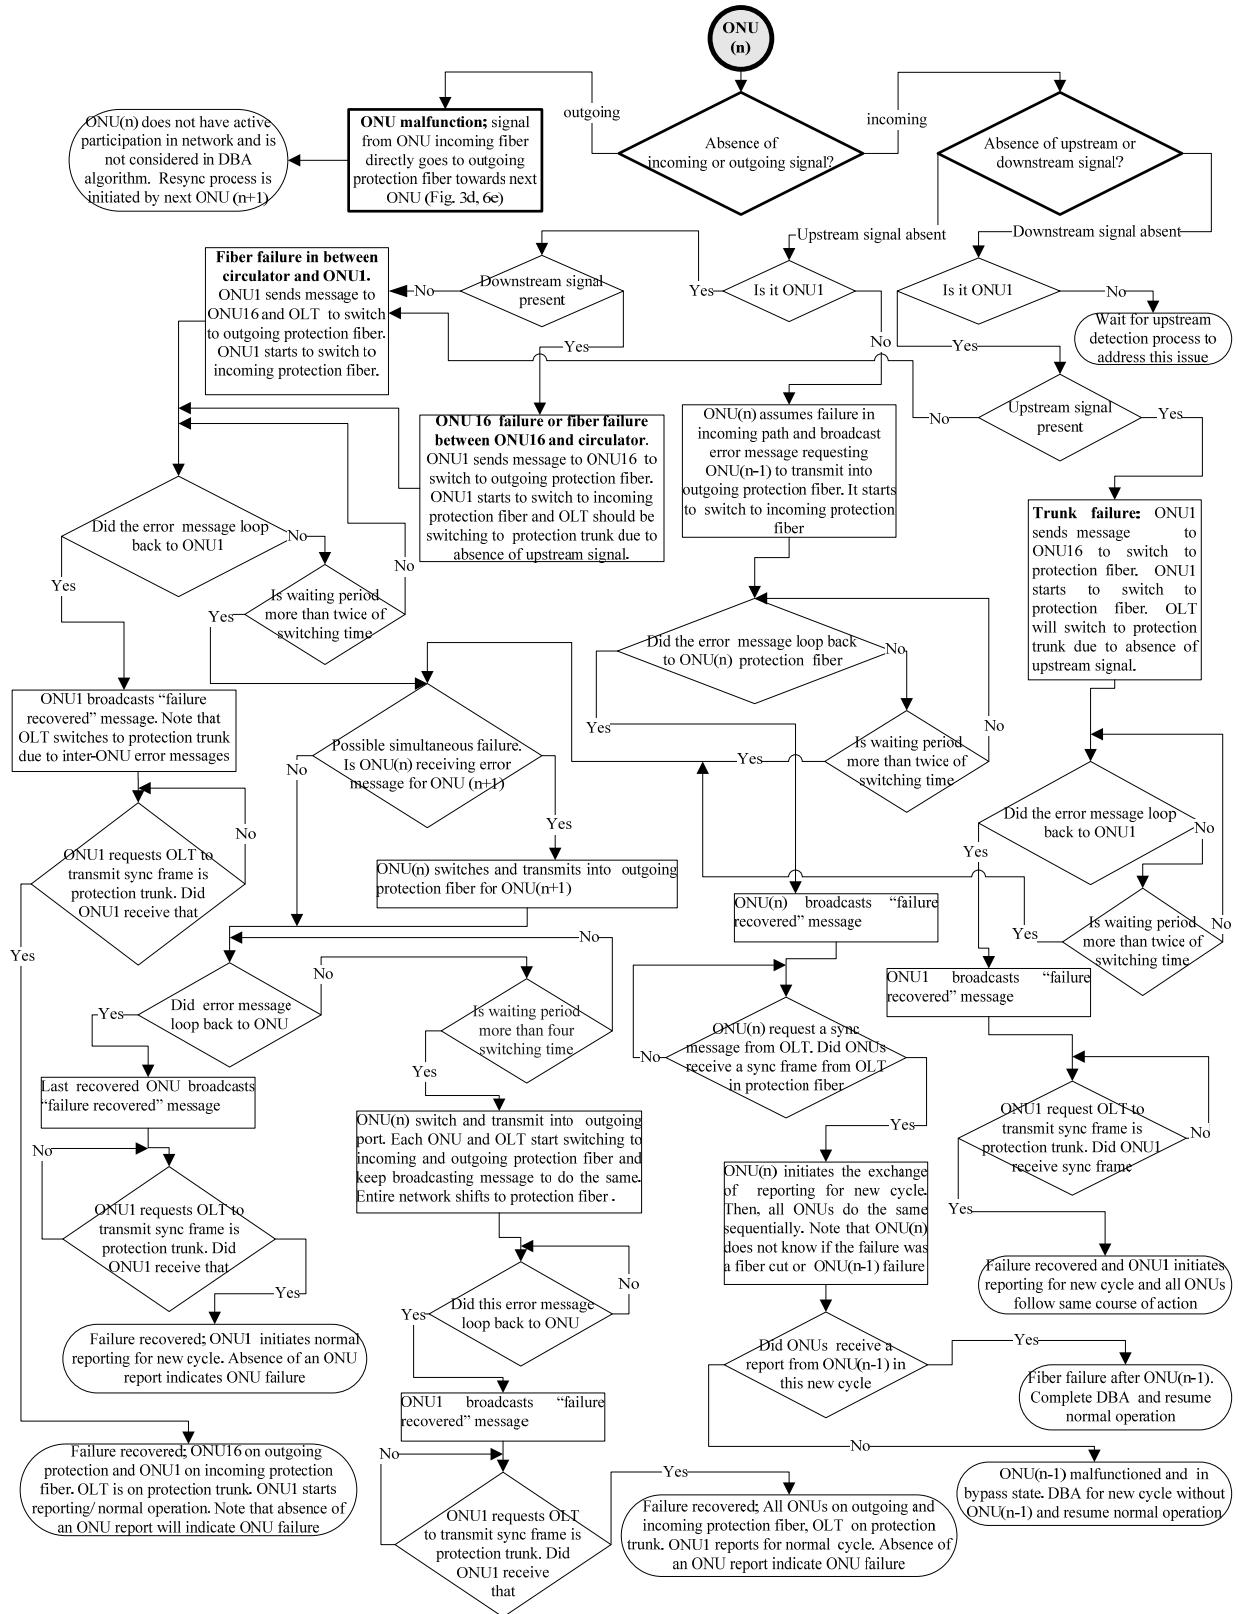 ONU
(n)
outgoing
incoming
Absence of
incoming or outgoing signal?
ONU malfunction; signal
from ONU incoming fiber
directly goes to outgoing
protection fiber towards next
ONU (Fig. 3d, 6e)
ONU(n) does not have active
participation in network and is
not considered in DBA
algorithm. Resync process is
initiated by next ONU (n+1)
Absence of upstream or
downstream signal?
Upstream signal absent
Downstream signal absent
Fiber failure in between
circulator and ONU1.
ONU1 sends message to
ONU16 and OLT to switch
to outgoing protection fiber.
ONU1 starts to switch to
incoming protection fiber.
No
Downstream signal
present
Yes
Is it ONU1
Yes
No
Is it ONU1
No
Yes
Wait for upstream
detection process to
address this issue
Upstream signal
present
No
Yes
ONU 16 failure or fiber failure
between ONU16 and circulator.
ONU1 sends message to ONU16 to
switch to outgoing protection fiber.
ONU1 starts to switch to incoming
protection fiber and OLT should be
switching to protection trunk due to
absence of upstream signal.
ONU(n) assumes failure in
incoming path and broadcast
error message requesting
ONU(n-1) to transmit into
outgoing protection fiber. It starts
to switch to incoming protection
fiber
Trunk failure: ONU1
sends message to
ONU16 to switch to
protection fiber. ONU1
starts to switch to
protection fiber. OLT
will switch to protection
trunk due to absence of
upstream signal.
Did the error message loop
back to ONU1
No
Yes
Is waiting period
more than twice of
switching time
No
Yes
Did the error message loop back
to ONU(n) protection fiber
No
Yes
Is waiting period
more than twice of
switching time
No
Yes
ONU1 broadcasts “failure
recovered” message. Note that
OLT switches to protection trunk
due to inter-ONU error messages
Possible simultaneous failure.
Is ONU(n) receiving error
message for ONU (n+1)
No
Yes
Did the error message loop
back to ONU1
No
Yes
Is waiting period
more than twice of
switching time
No
Yes
ONU1 requests OLT to
transmit sync frame is
protection trunk. Did
ONU1 receive that
No
Yes
ONU(n) switches and transmits into outgoing
protection fiber for ONU(n+1)
ONU(n) broadcasts “failure
recovered” message
ONU1 broadcasts “failure
recovered” message
No
Did error message
loop back to ONU
No
Yes
Is waiting period
more than four
switching time
Yes
ONU(n) request a sync
message from OLT. Did ONUs
receive a sync frame from OLT
in protection fiber
No
Yes
Last recovered ONU broadcasts
“failure recovered” message
ONU(n) switch and transmit into outgoing
port. Each ONU and OLT start switching to
incoming and outgoing protection fiber and
keep broadcasting message to do the same.
Entire network shifts to protection fiber .
ONU1 request OLT to
transmit sync frame is
protection trunk. Did ONU1
receive sync frame
No
Yes
No
ONU1 requests OLT to
transmit sync frame is
protection trunk. Did
ONU1 receive that
Yes
ONU(n) initiates the exchange
of reporting for new cycle.
Then, all ONUs do the same
sequentially. Note that ONU(n)
does not know if the failure was
a fiber cut or ONU(n-1) failure
Failure recovered and ONU1 initiates
reporting for new cycle and all ONUs
follow same course of action
Did this error message
loop back to ONU
No
Yes
Failure recovered; ONU1 initiates normal
reporting for new cycle. Absence of an ONU
report indicates ONU failure
Did ONUs receive a
report from ONU(n-1) in
this new cycle
Yes
No
Fiber failure after ONU(n-1).
Complete DBA and resume
normal operation
ONU1 broadcasts “failure
recovered” message
Failure recovered; ONU16 on outgoing
protection and ONU1 on incoming protection
fiber. OLT is on protection trunk. ONU1 starts
reporting/ normal operation. Note that absence of
an ONU report will indicate ONU failure
No
ONU1 requests OLT
to transmit sync frame is
protection trunk. Did
ONU1 receive
that
Yes
Failure recovered; All ONUs on outgoing and
incoming protection fiber, OLT on protection
trunk. ONU1 reports for normal cycle. Absence of
an ONU report indicate ONU failure
ONU(n-1) malfunctioned and in
bypass state. DBA for new cycle without
ONU(n-1) and resume normal operation